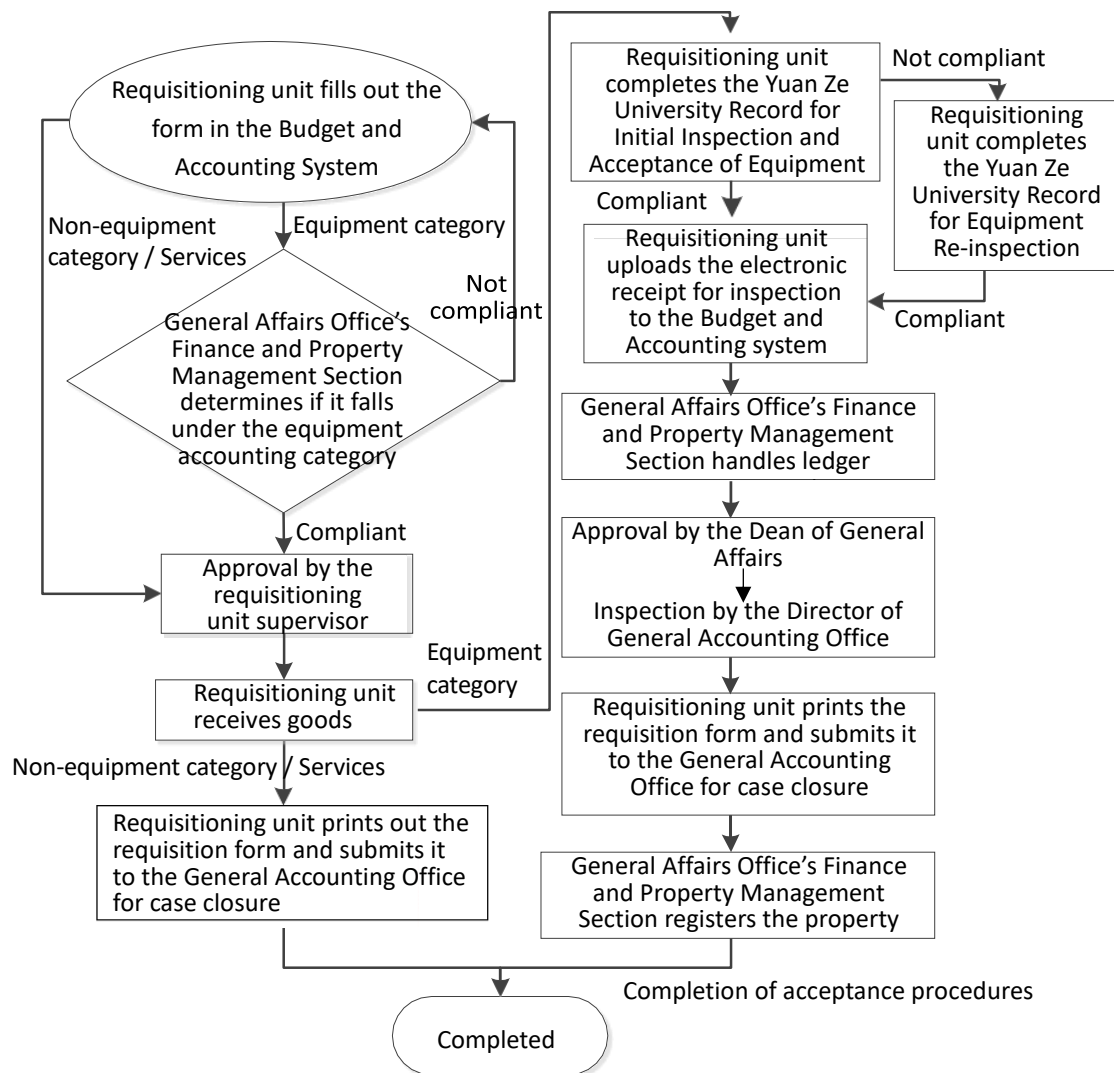 Requisitioning unit fills out the
form in the Budget and
Accounting System
Non-equipment
category / Services
Equipment category
Not
compliant
General Affairs Office's
Finance and Property
Management Section
determines if it falls
under the equipment
accounting category
Compliant
Approval by the
requisitioning
unit supervisor
Requisitioning unit
receives goods
Equipment
category
Non-equipment category / Services
Requisitioning unit prints out the
requisition form and submits it
to the General Accounting Office
for case closure
Requisitioning unit
completes the Yuan Ze
University Record for
Initial Inspection and
Acceptance of Equipment
Not compliant
Requisitioning
unit completes
the Yuan Ze
University Record
for Equipment
Re-inspection
Compliant
Compliant
Requisitioning unit
uploads the electronic
receipt for inspection
to the Budget and
Accounting system
General Affairs Office's Finance
and Property Management
Section handles ledger
Approval by the Dean of General
Affairs
Inspection by the Director of
General Accounting Office
Requisitioning unit prints the
requisition form and submits it
to the General Accounting
Office for case closure
General Affairs Office's Finance
and Property Management
Section registers the property
Completion of acceptance procedures
Completed